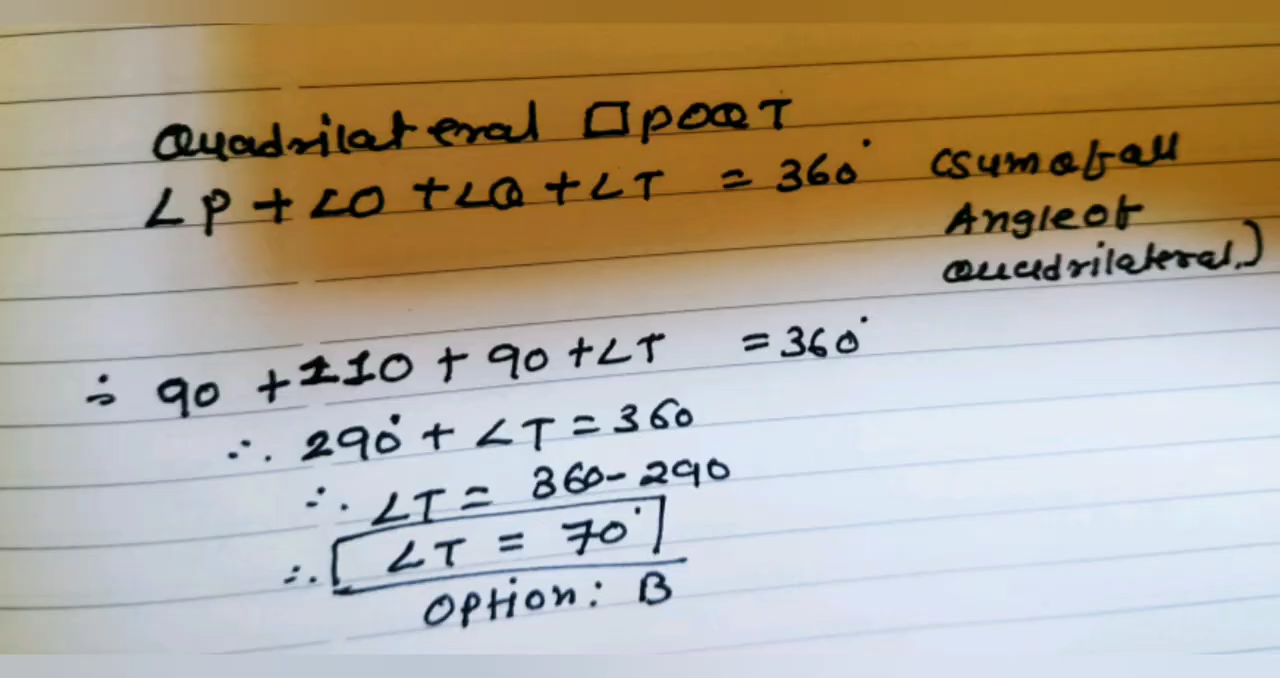 Quadrilateral □POQT
∠P + ∠O + ∠Q + ∠T = 360° (Sum of all
Angle of
Quadrilateral.)
∴ 90 + 110 + 90 + ∠T = 360°
∴ 290° + ∠T = 360
∴ ∠T = 360 - 290
∴ ∠T = 70°
Option: B